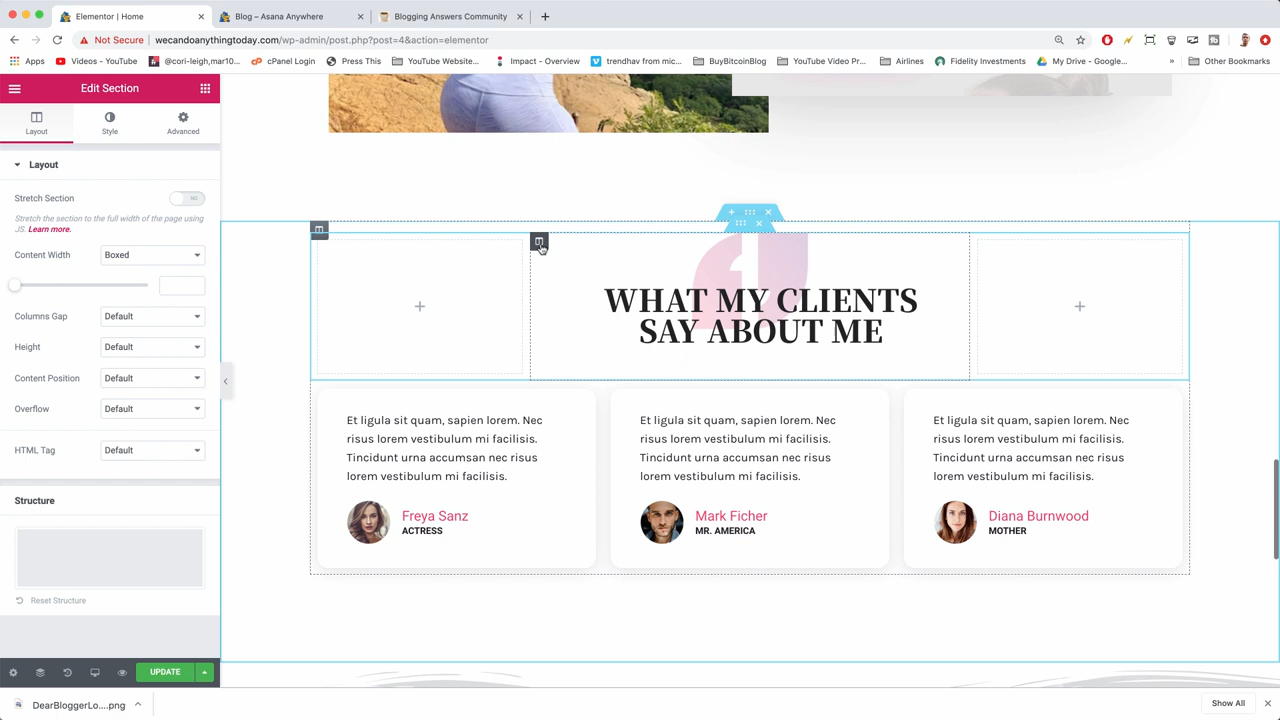 Elementor | Home
Blog – Asana Anywhere
Blogging Answers Community
Not Secure
wecandoanythingtoday.com/wp-admin/post.php?post=4&action=elementor
Apps
Videos - YouTube
@cori-leigh,mar10...
cPanel Login
Press This
YouTube Website...
Impact - Overview
trendhav from mic...
BuyBitcoinBlog
YouTube Video Pr...
Airlines
Fidelity Investments
My Drive - Google...
Other Bookmarks
Edit Section
Layout
Style
Advanced
Layout
Stretch Section
NO
Stretch the section to the full width of the page using
JS. Learn more.
Content Width
Boxed
Columns Gap
Default
Height
Default
Content Position
Default
Overflow
Default
HTML Tag
Default
Structure
Reset Structure
UPDATE
WHAT MY CLIENTS
SAY ABOUT ME
Et ligula sit quam, sapien lorem. Nec
risus lorem vestibulum mi facilisis.
Tincidunt urna accumsan nec risus
lorem vestibulum mi facilisis.
Freya Sanz
ACTRESS
Et ligula sit quam, sapien lorem. Nec
risus lorem vestibulum mi facilisis.
Tincidunt urna accumsan nec risus
lorem vestibulum mi facilisis.
Mark Ficher
MR. AMERICA
Et ligula sit quam, sapien lorem. Nec
risus lorem vestibulum mi facilisis.
Tincidunt urna accumsan nec risus
lorem vestibulum mi facilisis.
Diana Burnwood
MOTHER
DearBloggerLo....png
Show All